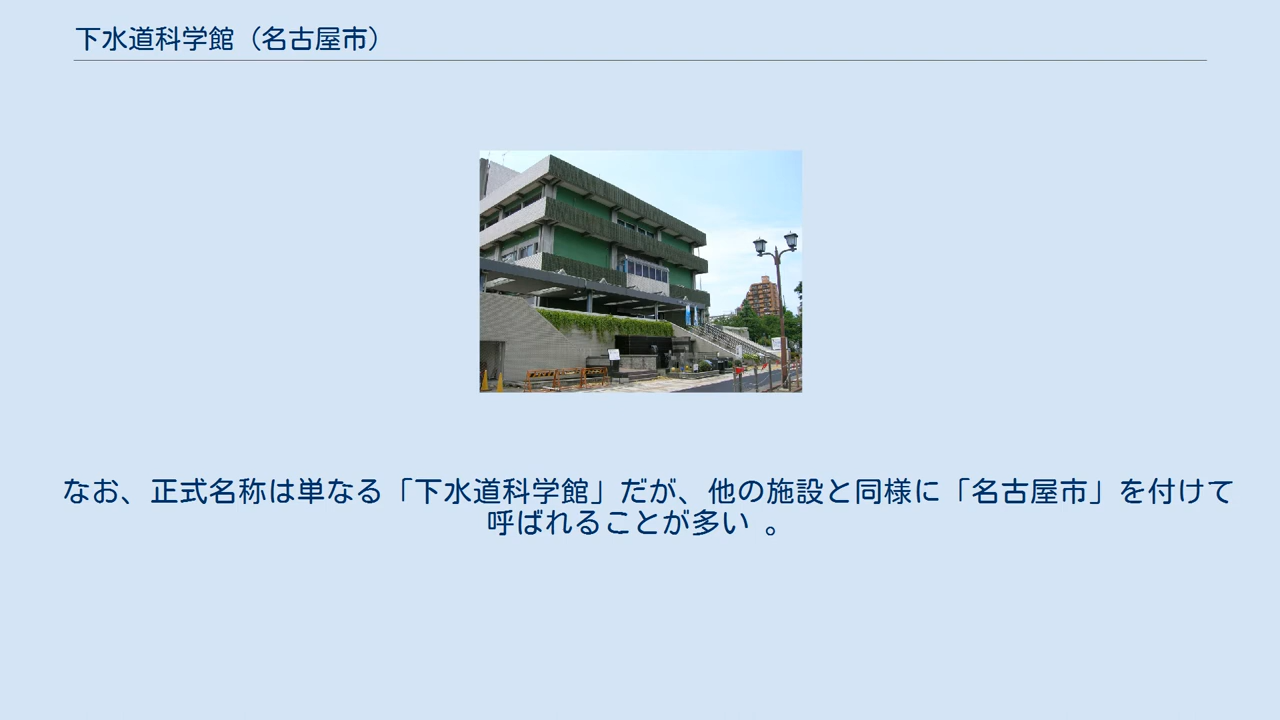 下水道科学館（名古屋市）
なお、正式名称は単なる「下水道科学館」だが、他の施設と同様に「名古屋市」を付けて
呼ばれることが多い 。